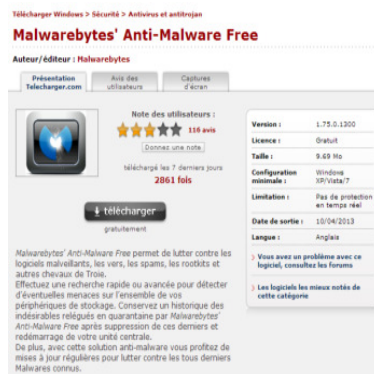 Télécharger Windows > Sécurité > Antivirus et antitrojan
Malwarebytes' Anti-Malware Free
Auteur/éditeur : Malwarebytes
Présentation Telecharger.com
Avis des utilisateurs
Captures d'écran
Note des utilisateurs :
116 avis
Donnez une note
téléchargé les 7 derniers jours
2861 fois
télécharger
gratuitement
Malwarebytes' Anti-Malware Free permet de lutter contre les
logiciels malveillants, les vers, les spams, les rootkits et
autres chevaux de Troie.
Effectuez une recherche rapide ou avancée pour détecter
d'éventuelles menaces sur l'ensemble de vos
périphériques de stockage. Conservez un historique des
indésirables relégués en quarantaine par Malwarebytes'
Anti-Malware Free après suppression de ces derniers et
redémarrage de votre unité centrale.
De plus, avec cette solution anti-malware vous profitez de
mises à jour régulières pour lutter contre les tous derniers
Malwares connus.
Version : 1.75.0.1300
Licence : Gratuit
Taille : 9.69 Mo
Configuration minimale : Windows XP/Vista/7
Limitation : Pas de protection en temps réel
Date de sortie : 10/04/2013
Langue : Anglais
Vous avez un problème avec ce
logiciel, consultez les forums
Les logiciels les mieux notés de
cette catégorie